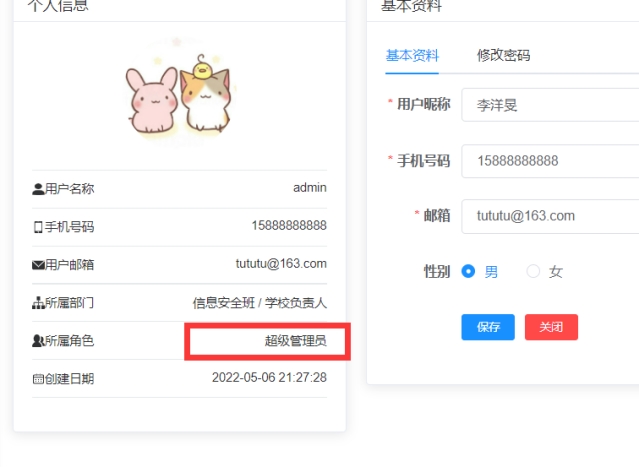 个人信息
用户名称 admin
手机号码 15888888888
用户邮箱 tututu@163.com
所属部门 信息安全班 / 学校负责人
所属角色 超级管理员
创建日期 2022-05-06 21:27:28
基本资料
基本资料 修改密码
* 用户昵称 李洋旻
* 手机号码 15888888888
* 邮箱 tututu@163.com
性别 男 女
保存 关闭